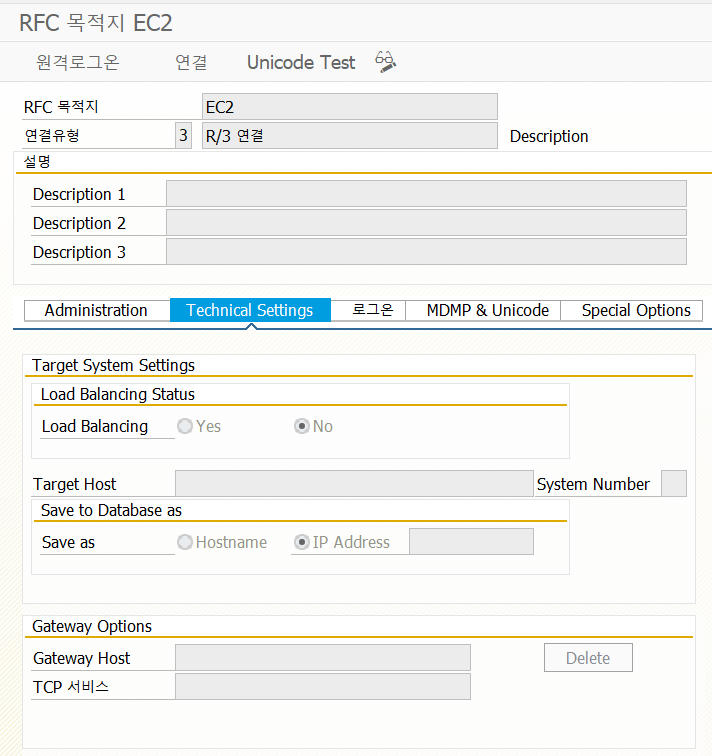 RFC 목적지 EC2
원격로그온 연결 Unicode Test
RFC 목적지 EC2
연결유형 3 R/3 연결 Description
설명
Description 1
Description 2
Description 3
Administration Technical Settings 로그온 MDMP & Unicode Special Options
Target System Settings
Load Balancing Status
Load Balancing Yes No
Target Host System Number
Save to Database as
Save as Hostname IP Address
Gateway Options
Gateway Host Delete
TCP 서비스